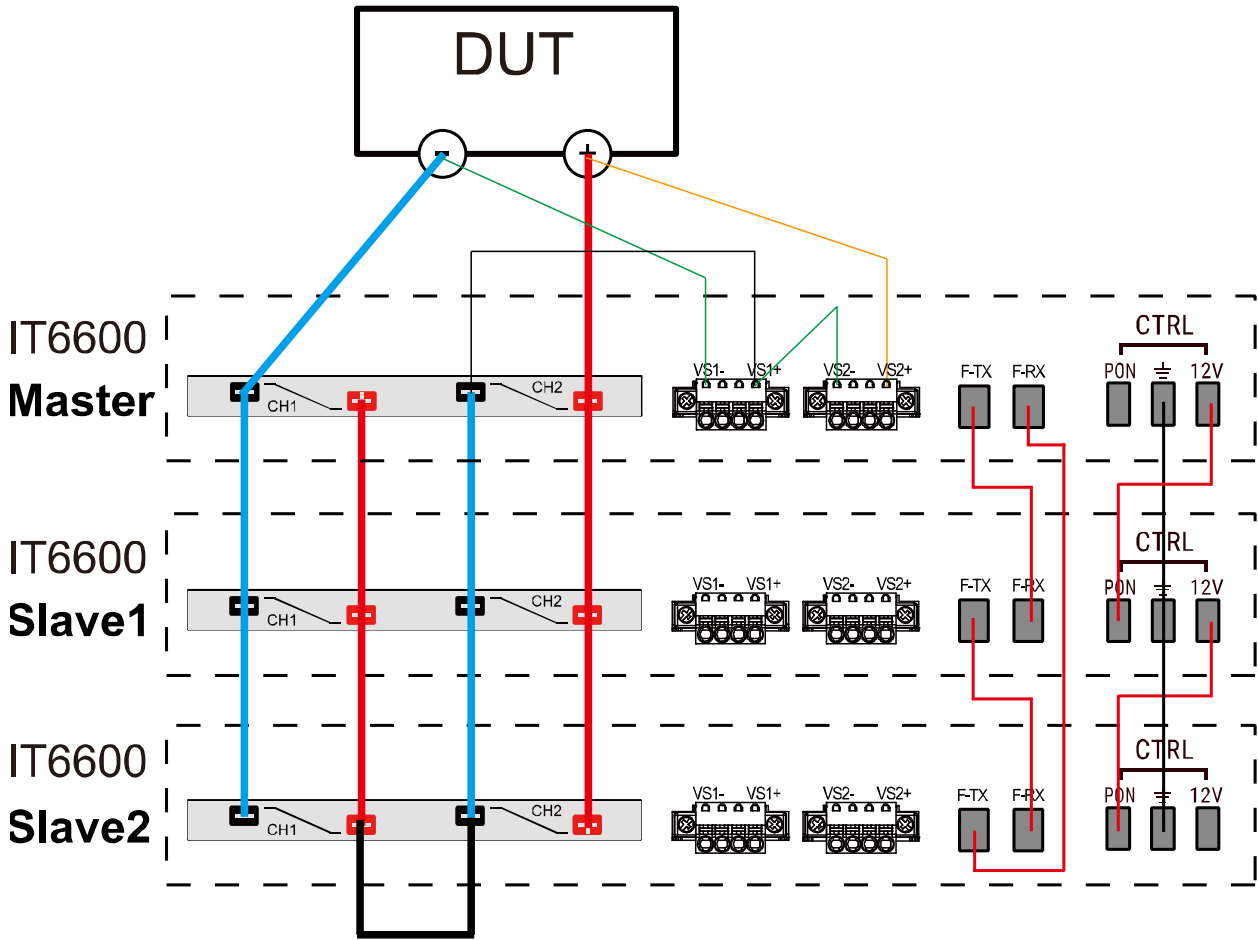 DUT
- +
IT6600
Master
CH1
CH2
VS1- VS1+
VS2- VS2+
F-TX F-RX
CTRL
PON 12V
IT6600
Slave1
CH1
CH2
VS1- VS1+
VS2- VS2+
F-TX F-RX
CTRL
PON 12V
IT6600
Slave2
CH1
CH2
VS1- VS1+
VS2- VS2+
F-TX F-RX
CTRL
PON 12V